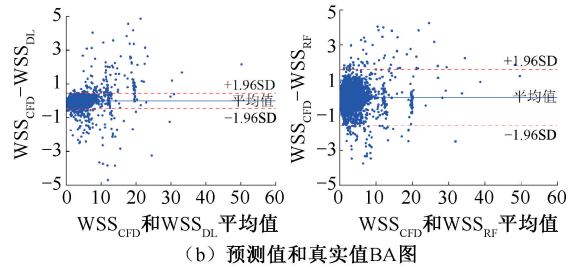 WSS_CFD−WSS_DL
5
3
1
−1
−3
−5
+1.96SD
平均值
−1.96SD
0 10 20 30 40 50 60
WSS_CFD和WSS_DL平均值
WSS_CFD−WSS_RF
5
3
1
−1
−3
−5
+1.96SD
平均值
−1.96SD
0 10 20 30 40 50 60
WSS_CFD和WSS_RF平均值
（b）预测值和真实值BA图